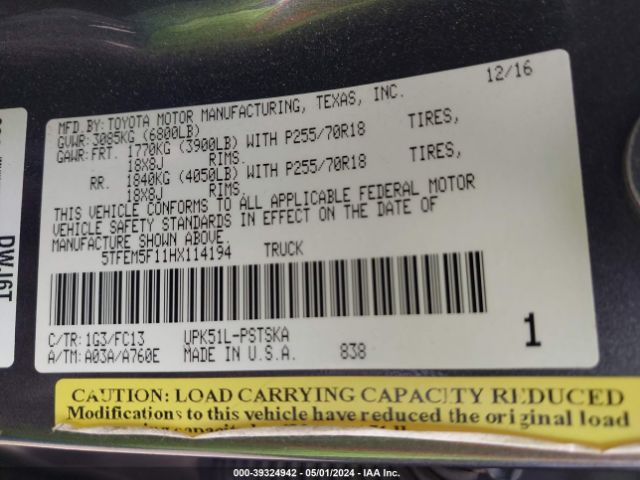 12/16
MFD.BY:TOYOTA MOTOR MANUFACTURING, TEXAS, INC.
GVWR: 3085KG (6800LB)
GAWR:FRT. 1770KG (3900LB) WITH P255/70R18 TIRES,
18X8J RIMS.
RR. 1840KG (4050LB) WITH P255/70R18 TIRES,
18X8J RIMS.
THIS VEHICLE CONFORMS TO ALL APPLICABLE FEDERAL MOTOR
VEHICLE SAFETY STANDARDS IN EFFECT ON THE DATE OF
MANUFACTURE SHOWN ABOVE.
5TFEM5F11HX114194 TRUCK
C/TR: 1G3/FC13 UPK51L-PSTSKA
A/TM: A03A/A760E MADE IN U.S.A. 838
1
DWJ6T
CAUTION: LOAD CARRYING CAPACITY REDUCED
Modifications to this vehicle have reduced the original load
© COPART - 39324942 - 05/01/2024 - IAA Inc.